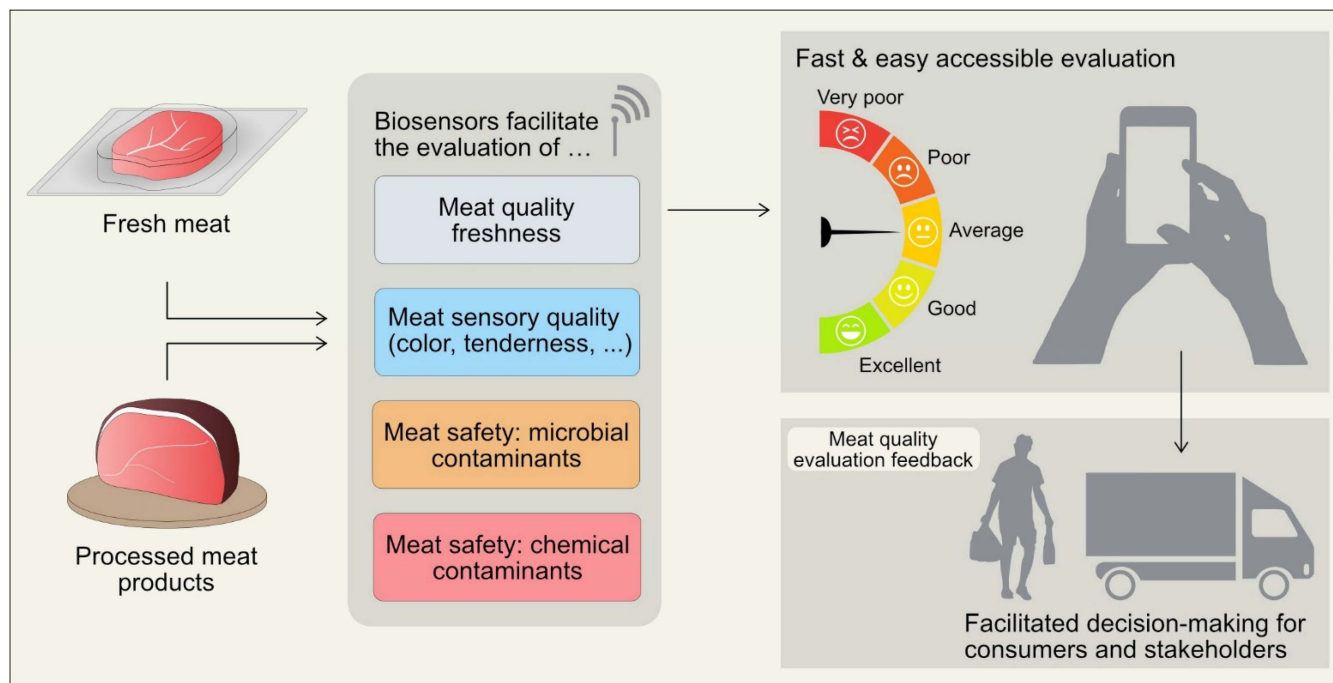 Fresh meat
Processed meat
products
Biosensors facilitate
the evaluation of ...
Meat quality
freshness
Meat sensory quality
(color, tenderness, ...)
Meat safety: microbial
contaminants
Meat safety: chemical
contaminants
Fast & easy accessible evaluation
Very poor
Poor
Average
Good
Excellent
Meat quality
evaluation feedback
Facilitated decision-making for
consumers and stakeholders